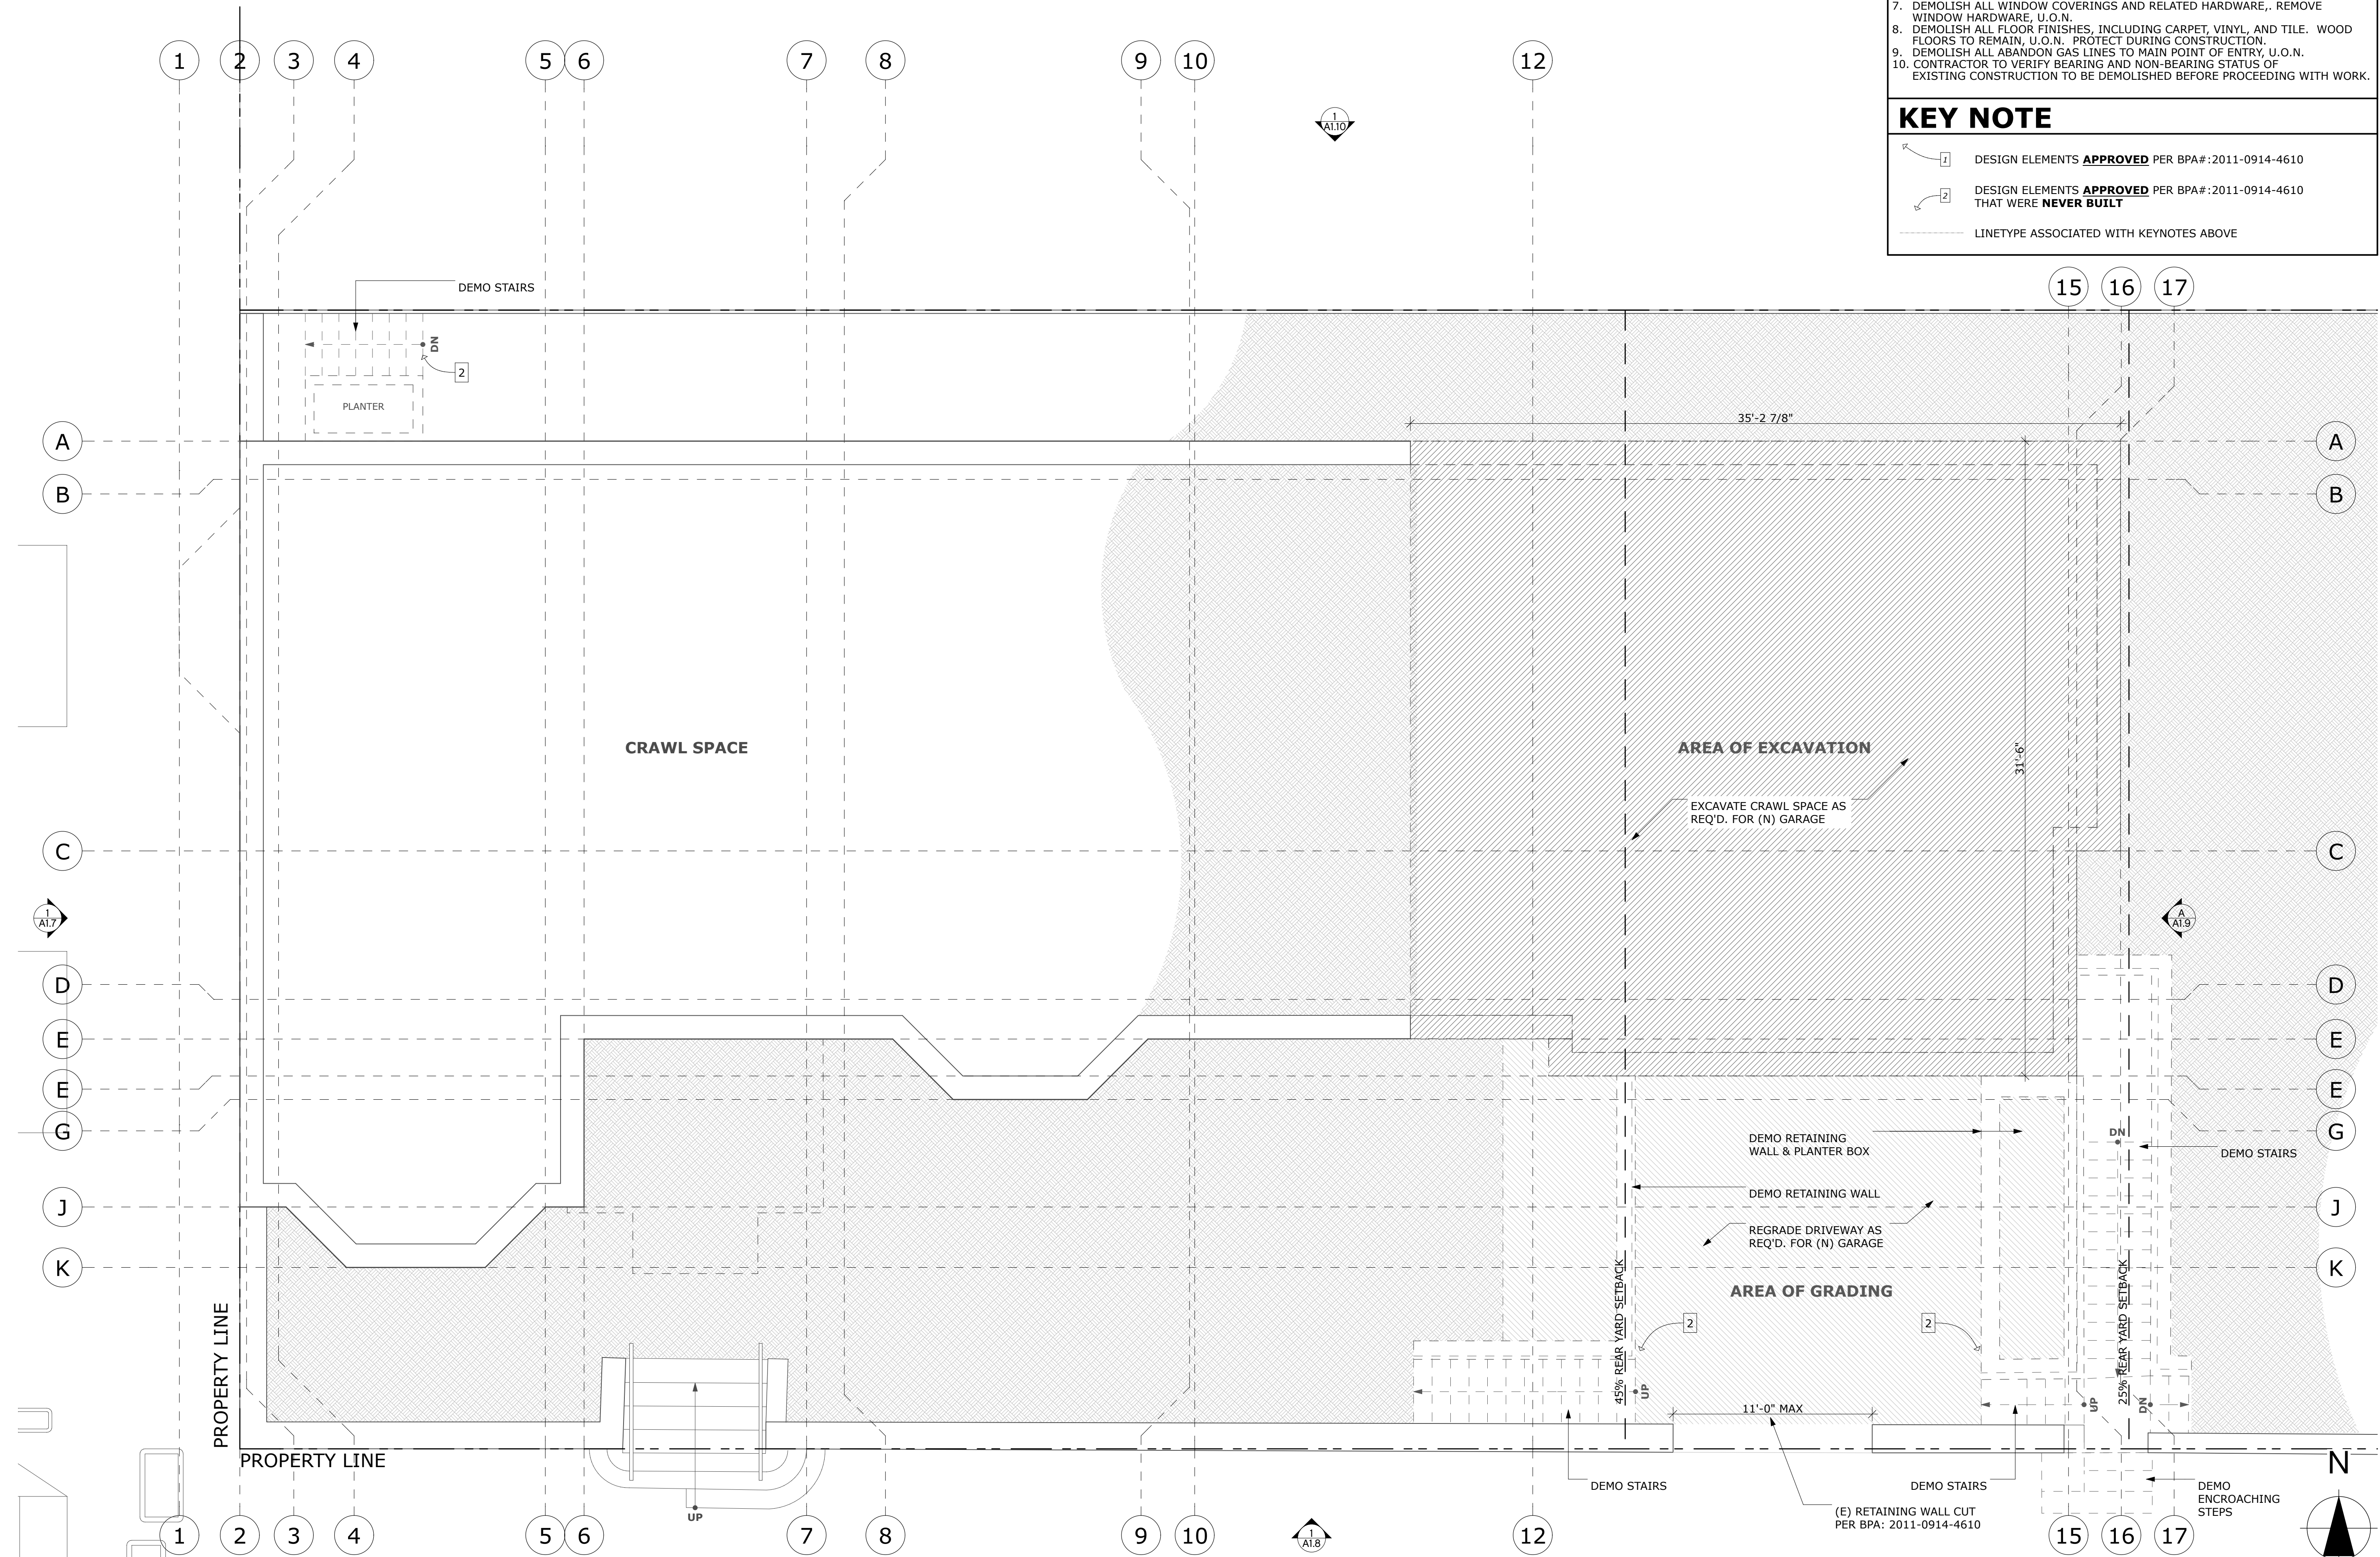 7. DEMOLISH ALL WINDOW COVERINGS AND RELATED HARDWARE,. REMOVE
WINDOW HARDWARE, U.O.N.
8. DEMOLISH ALL FLOOR FINISHES, INCLUDING CARPET, VINYL, AND TILE. WOOD
FLOORS TO REMAIN, U.O.N. PROTECT DURING CONSTRUCTION.
9. DEMOLISH ALL ABANDON GAS LINES TO MAIN POINT OF ENTRY, U.O.N.
10. CONTRACTOR TO VERIFY BEARING AND NON-BEARING STATUS OF
EXISTING CONSTRUCTION TO BE DEMOLISHED BEFORE PROCEEDING WITH WORK.
KEY NOTE
1 DESIGN ELEMENTS APPROVED PER BPA#:2011-0914-4610
2 DESIGN ELEMENTS APPROVED PER BPA#:2011-0914-4610
THAT WERE NEVER BUILT
LINETYPE ASSOCIATED WITH KEYNOTES ABOVE
1 2 3 4 5 6 7 8 9 10 12
1
A1.10
15 16 17
DEMO STAIRS
DN
2
PLANTER
35'-2 7/8"
A A
B B
CRAWL SPACE
AREA OF EXCAVATION
31'-6"
EXCAVATE CRAWL SPACE AS
REQ'D. FOR (N) GARAGE
C C
1
A1.7
A
A1.9
D D
E E
E E
G G
DEMO RETAINING
WALL & PLANTER BOX
DN
DEMO STAIRS
DEMO RETAINING WALL
J J
REGRADE DRIVEWAY AS
REQ'D. FOR (N) GARAGE
K K
AREA OF GRADING
45% REAR YARD SETBACK
25% REAR YARD SETBACK
2
2
UP
UP
DN
11'-0" MAX
PROPERTY LINE
PROPERTY LINE
UP
DEMO STAIRS
DEMO STAIRS
DEMO
ENCROACHING
STEPS
(E) RETAINING WALL CUT
PER BPA: 2011-0914-4610
N
1 2 3 4 5 6 7 8 9 10 12 15 16 17
1
A1.8